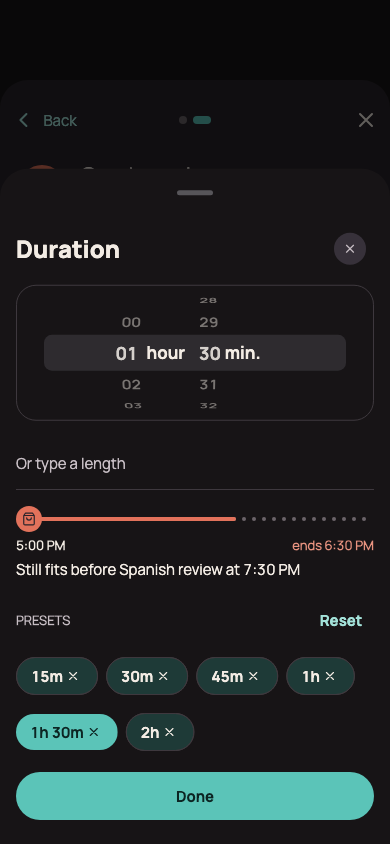 Back
Duration
28
00 29
01 hour 30 min.
02 31
03 32
Or type a length
5:00 PM ends 6:30 PM
Still fits before Spanish review at 7:30 PM
PRESETS Reset
15m 30m 45m 1h
1h 30m 2h
Done